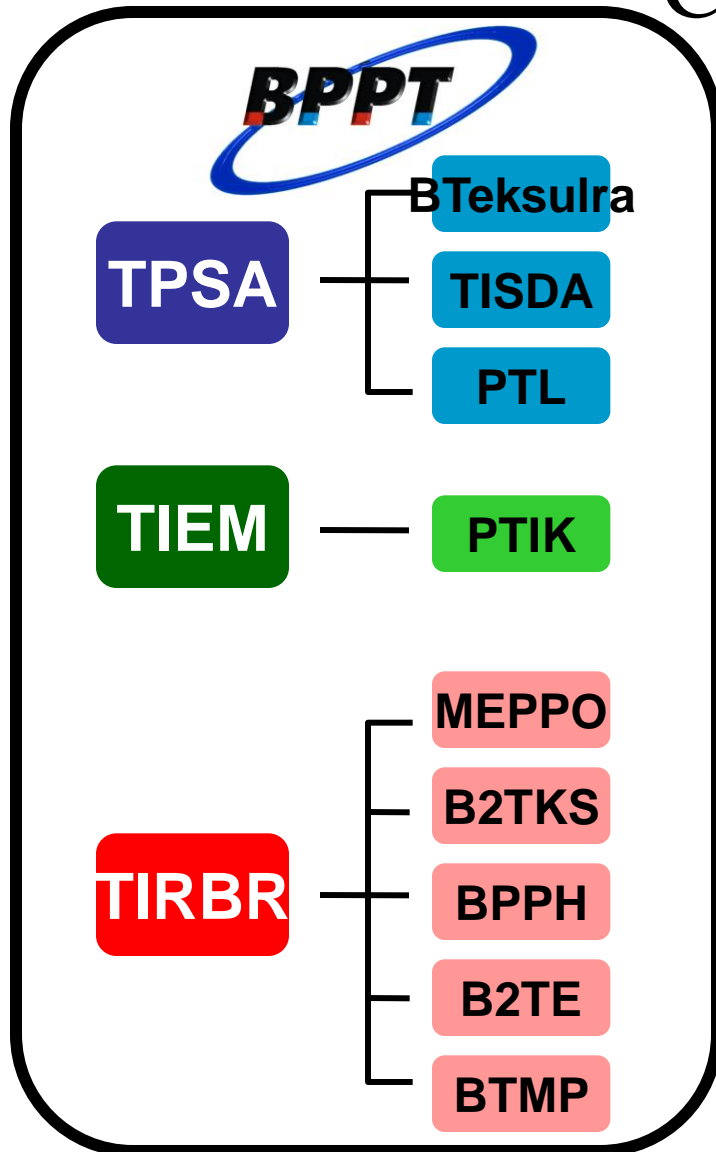 BPPT
TPSA
BTeksulra
TISDA
PTL
TIEM
PTIK
TIRBR
MEPPO
B2TKS
BPPH
B2TE
BTMP